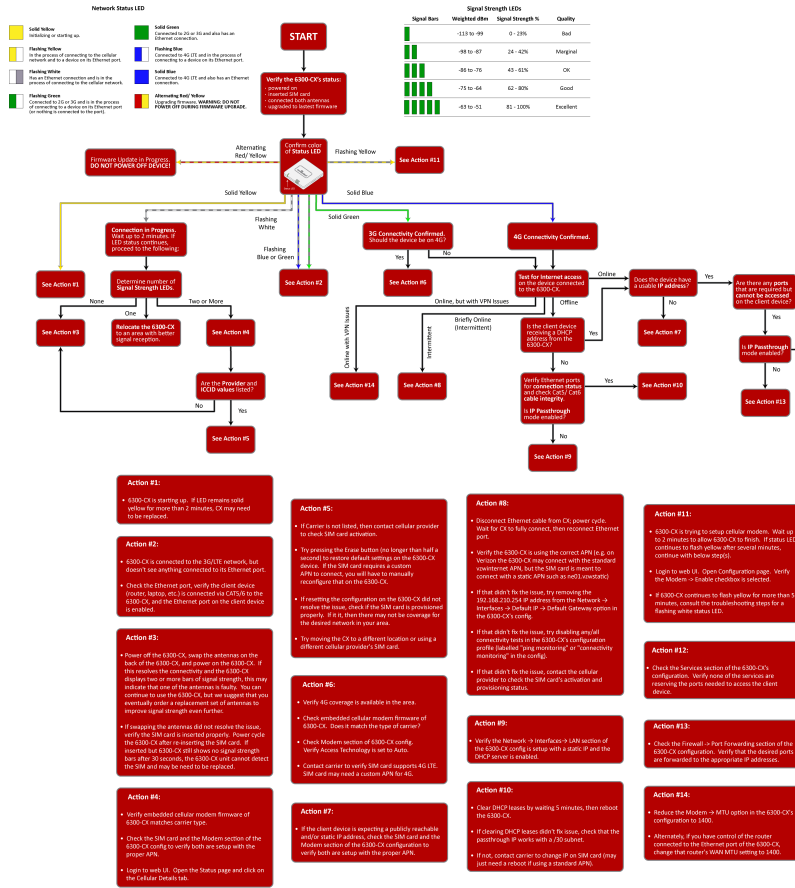 Network Status LED
Solid Yellow
Initializing or starting up.
Flashing Yellow
In the process of connecting to the cellular
network and to a device on its Ethernet port.
Flashing White
Has an Ethernet connection and is in the
process of connecting to the cellular network.
Flashing Green
Connected to 2G or 3G and is in the process
of connecting to a device on its Ethernet port
(or nothing is connected to the port).
Solid Green
Connected to 2G or 3G and also has an
Ethernet connection.
Flashing Blue
Connected to 4G LTE and in the process of
connecting to a device on its Ethernet port.
Solid Blue
Connected to 4G LTE and also has an Ethernet
connection.
Alternating Red/ Yellow
Upgrading firmware. WARNING: DO NOT
POWER OFF DURING FIRMWARE UPGRADE.
START
Verify the 6300-CX's status:
- powered on
- inserted SIM card
- connected both antennas
- upgraded to lastest firmware
Signal Strength LEDs
Signal Bars Weighted dBm Signal Strength % Quality
-113 to -99 0 - 23% Bad
-98 to -87 24 - 42% Marginal
-86 to -76 43 - 61% OK
-75 to -64 62 - 80% Good
-63 to -51 81 - 100% Excellent
Firmware Update in Progress.
DO NOT POWER OFF DEVICE!
Alternating
Red/ Yellow
Confirm color
of Status LED
Flashing Yellow
See Action #11
Solid Yellow
Solid Blue
Flashing
White
Solid Green
Flashing
Blue or Green
Connection in Progress.
Wait up to 2 minutes. If
LED status continues,
proceed to the following:
3G Connectivity Confirmed.
Should the device be on 4G?
4G Connectivity Confirmed.
Yes
No
See Action #1
Determine number of
Signal Strength LEDs.
See Action #2
See Action #6
Test for Internet access
on the device connected
to the 6300-CX
Online
Does the device have
a usable IP address?
Yes
Are there any ports
that are required but
cannot be accessed
on the client device?
None
One
Two or More
Online, but with VPN Issues
Offline
No
Yes
See Action #3
Relocate the 6300-CX
to an area with better
signal reception.
See Action #4
Online with VPN Issues
Briefly Online
(Intermittent)
Intermittent
Is the client device
receiving a DHCP
address from the
6300-CX?
Yes
See Action #7
Is IP Passthrough
mode enabled?
No
No
Are the Provider and
ICCID values listed?
See Action #14
See Action #8
Verify Ethernet ports
for connection status
and check Cat5/ Cat6
cable integrity.
Is IP Passthrough
mode enabled?
Yes
See Action #10
See Action #13
No
Yes
See Action #5
No
See Action #9
Action #1:
• 6300-CX is starting up. If LED remains solid
yellow for more than 2 minutes, CX may need
to be replaced.
Action #2:
• 6300-CX is connected to the 3G/LTE network, but
doesn't see anything connected to its Ethernet port.
• Check the Ethernet port, verify the client device
(router, laptop, etc.) is connected via CAT5/6 to the
6300-CX, and the Ethernet port on the client device
is enabled.
Action #3:
• Power off the 6300-CX, swap the antennas on the
back of the 6300-CX, and power on the 6300-CX. If
this resolves the connectivity and the 6300-CX
displays two or more bars of signal strength, this may
indicate that one of the antennas is faulty. You can
continue to use the 6300-CX, but we suggest that you
eventually order a replacement set of antennas to
improve signal strength even further.
• If swapping the antennas did not resolve the issue,
verify the SIM card is inserted properly. Power cycle
the 6300-CX after re-inserting the SIM card. If
inserted but 6300-CX still shows no signal strength
bars after 30 seconds, the 6300-CX unit cannot detect
the SIM and may be need to be replaced.
Action #4:
• Verify embedded cellular modem firmware of
6300-CX matches carrier type.
• Check the SIM card and the Modem section of the
6300-CX config to verify both are setup with the
proper APN.
• Login to web UI. Open the Status page and click on
the Cellular Details tab.
Action #5:
• If Carrier is not listed, then contact cellular provider
to check SIM card activation.
• Try pressing the Erase button (no longer than half a
second) to restore default settings on the 6300-CX
device. If the SIM card requires a custom
APN to connect, you will have to manually
reconfigure that on the 6300-CX.
• If resetting the configuration on the 6300-CX did not
resolve the issue, check if the SIM card is provisioned
properly. If it, then there may not be coverage for
the desired network in your area.
• Try moving the CX to a different location or using a
different cellular provider's SIM card.
Action #6:
• Verify 4G coverage is available in the area.
• Check embedded cellular modem firmware of
6300-CX. Does it match the type of carrier?
• Check Modem section of 6300-CX config.
Verify Access Technology is set to Auto.
• Contact carrier to verify SIM card supports 4G LTE.
SIM card may need a custom APN for 4G.
Action #7:
• If the client device is expecting a publicly reachable
and/or static IP address, check the SIM card and the
Modem section of the 6300-CX configuration to
verify both are setup with the proper APN.
Action #8:
• Disconnect Ethernet cable from CX; power cycle.
Wait for CX to fully connect, then reconnect Ethernet
port.
• Verify the 6300-CX is using the correct APN (e.g. on
Verizon the 6300-CX may connect with the standard
vzwinternet APN, but the SIM card is meant to
connect with a static APN such as ne01.vzwstatic)
• If that didn't fix the issue, try removing the
192.168.210.254 IP address from the Network →
Interfaces → Default IP → Default Gateway option in
the 6300-CX's config.
• If that didn't fix the issue, try disabling any/all
connectivity tests in the 6300-CX's configuration
profile (labelled "ping monitoring" or "connectivity
monitoring" in the config).
• If that didn't fix the issue, contact the cellular
provider to check the SIM card's activation and
provisioning status.
Action #9:
• Verify the Network → Interfaces→ LAN section of
the 6300-CX config is setup with a static IP and the
DHCP server is enabled.
Action #10:
• Clear DHCP leases by waiting 5 minutes, then reboot
the 6300-CX.
• If clearing DHCP leases didn't fix issue, check that the
passthrough IP works with a /30 subnet.
• If not, contact carrier to change IP on SIM card (may
just need a reboot if using a standard APN).
Action #11:
• 6300-CX is trying to setup cellular modem. Wait up
to 2 minutes to allow 6300-CX to finish. If status LED
continues to flash yellow after several minutes,
continue with below step(s).
• Login to web UI. Open Configuration page. Verify
the Modem -> Enable checkbox is selected.
• If 6300-CX continues to flash yellow for more than 5
minutes, consult the troubleshooting steps for a
flashing white status LED.
Action #12:
• Check the Services section of the 6300-CX's
configuration. Verify none of the services are
reserving the ports needed to access the client
device.
Action #13:
• Check the Firewall -> Port Forwarding section of the
6300-CX configuration. Verify that the desired ports
are forwarded to the appropriate IP addresses.
Action #14:
• Reduce the Modem → MTU option in the 6300-CX's
configuration to 1400.
• Alternately, if you have control of the router
connected to the Ethernet port of the 6300-CX,
change that router's WAN MTU setting to 1400.